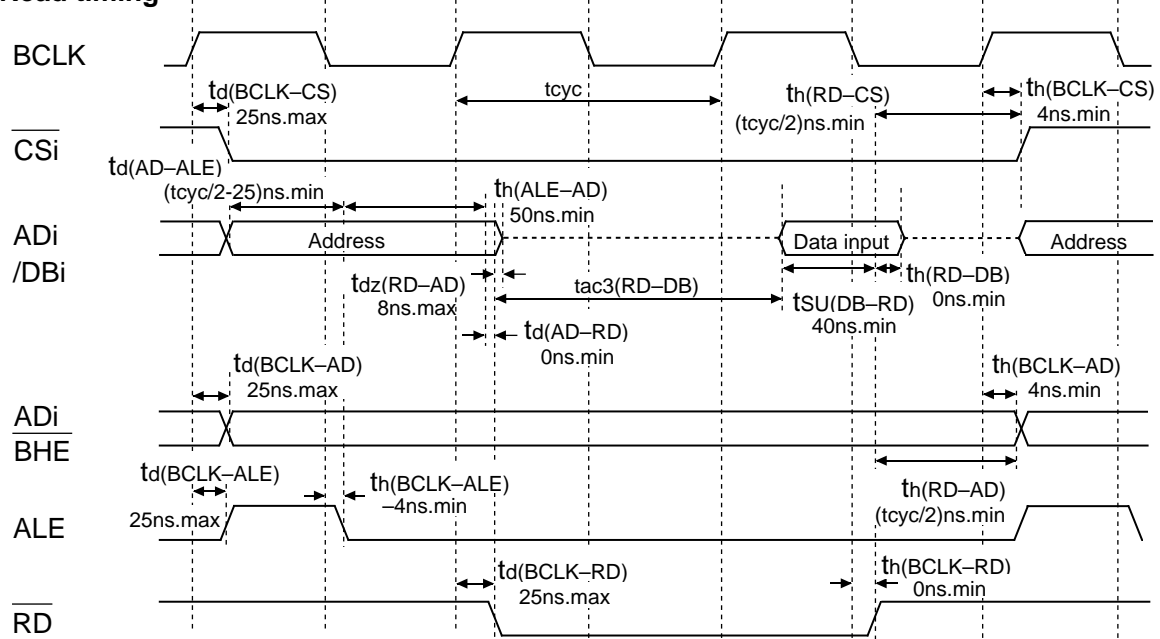 Read timing
BCLK
td(BCLK–CS)
25ns.max
tcyc
th(RD–CS)
(tcyc/2)ns.min
th(BCLK–CS)
4ns.min
CSi
td(AD–ALE)
(tcyc/2-25)ns.min
th(ALE–AD)
50ns.min
ADi
/DBi
Address
Data input
Address
tdz(RD–AD)
8ns.max
tac3(RD–DB)
th(RD–DB)
0ns.min
tSU(DB–RD)
40ns.min
td(AD–RD)
0ns.min
td(BCLK–AD)
25ns.max
th(BCLK–AD)
4ns.min
ADi
BHE
td(BCLK–ALE)
25ns.max
th(BCLK–ALE)
–4ns.min
th(RD–AD)
(tcyc/2)ns.min
ALE
td(BCLK–RD)
25ns.max
th(BCLK–RD)
0ns.min
RD